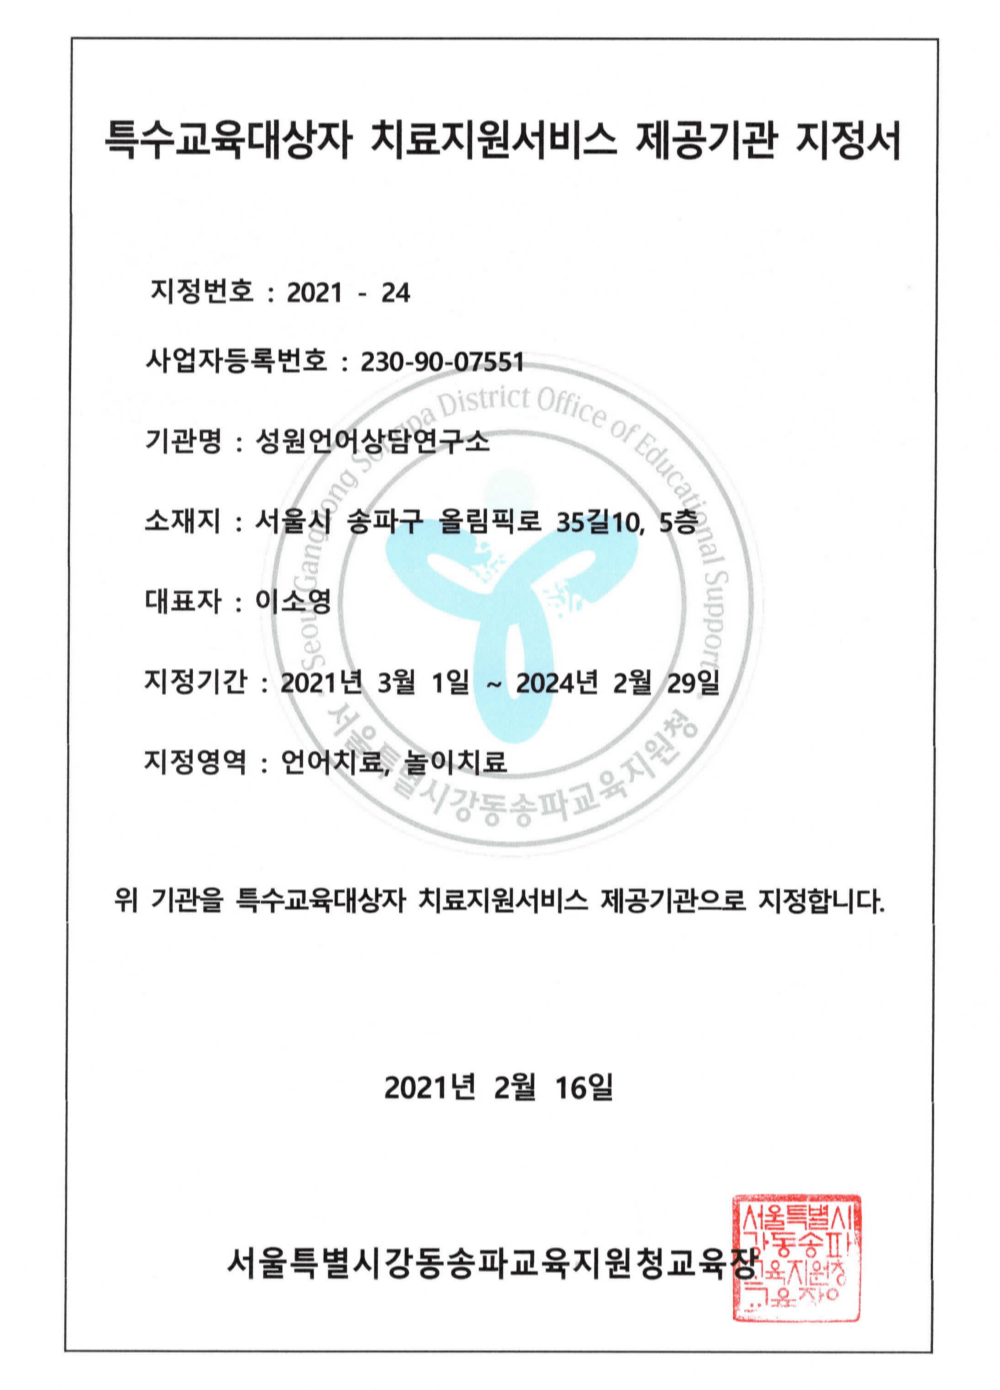 특수교육대상자 치료지원서비스 제공기관 지정서
지정번호 : 2021 - 24
사업자등록번호 : 230-90-07551
기관명 : 성원언어상담연구소
소재지 : 서울시 송파구 올림픽로 35길10, 5층
대표자 : 이소영
지정기간 : 2021년 3월 1일 ~ 2024년 2월 29일
지정영역 : 언어치료, 놀이치료
Seoul Gangdong Songpa District Office of Educational Support
서울특별시강동송파교육지원청
위 기관을 특수교육대상자 치료지원서비스 제공기관으로 지정합니다.
2021년 2월 16일
서울특별시강동송파교육지원청교육장
서울특별시
강동송파
교육지원청
교육장